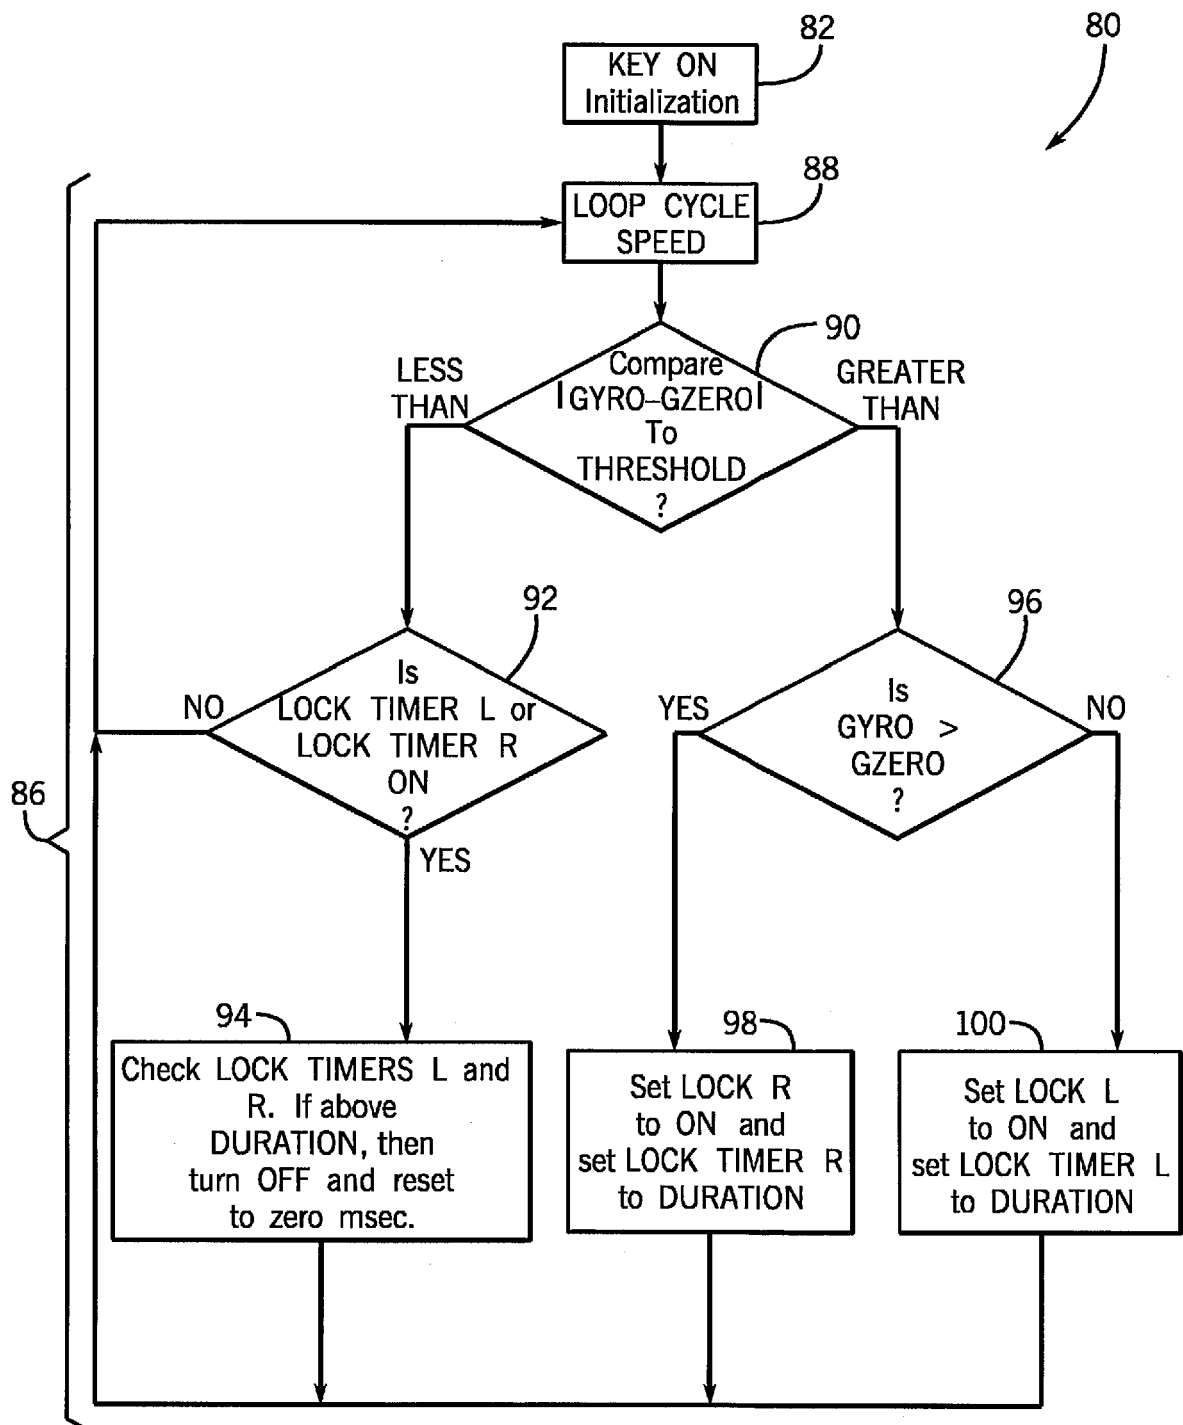 82
80
KEY ON
Initialization
88
LOOP CYCLE
SPEED
90
LESS
THAN
Compare
|GYRO–GZERO|
To
THRESHOLD
?
GREATER
THAN
92
96
NO
Is
LOCK TIMER L or
LOCK TIMER R
ON
?
YES
YES
Is
GYRO >
GZERO
?
NO
86
94
98
100
Check LOCK TIMERS L and
R. If above
DURATION, then
turn OFF and reset
to zero msec.
Set LOCK R
to ON and
set LOCK TIMER R
to DURATION
Set LOCK L
to ON and
set LOCK TIMER L
to DURATION